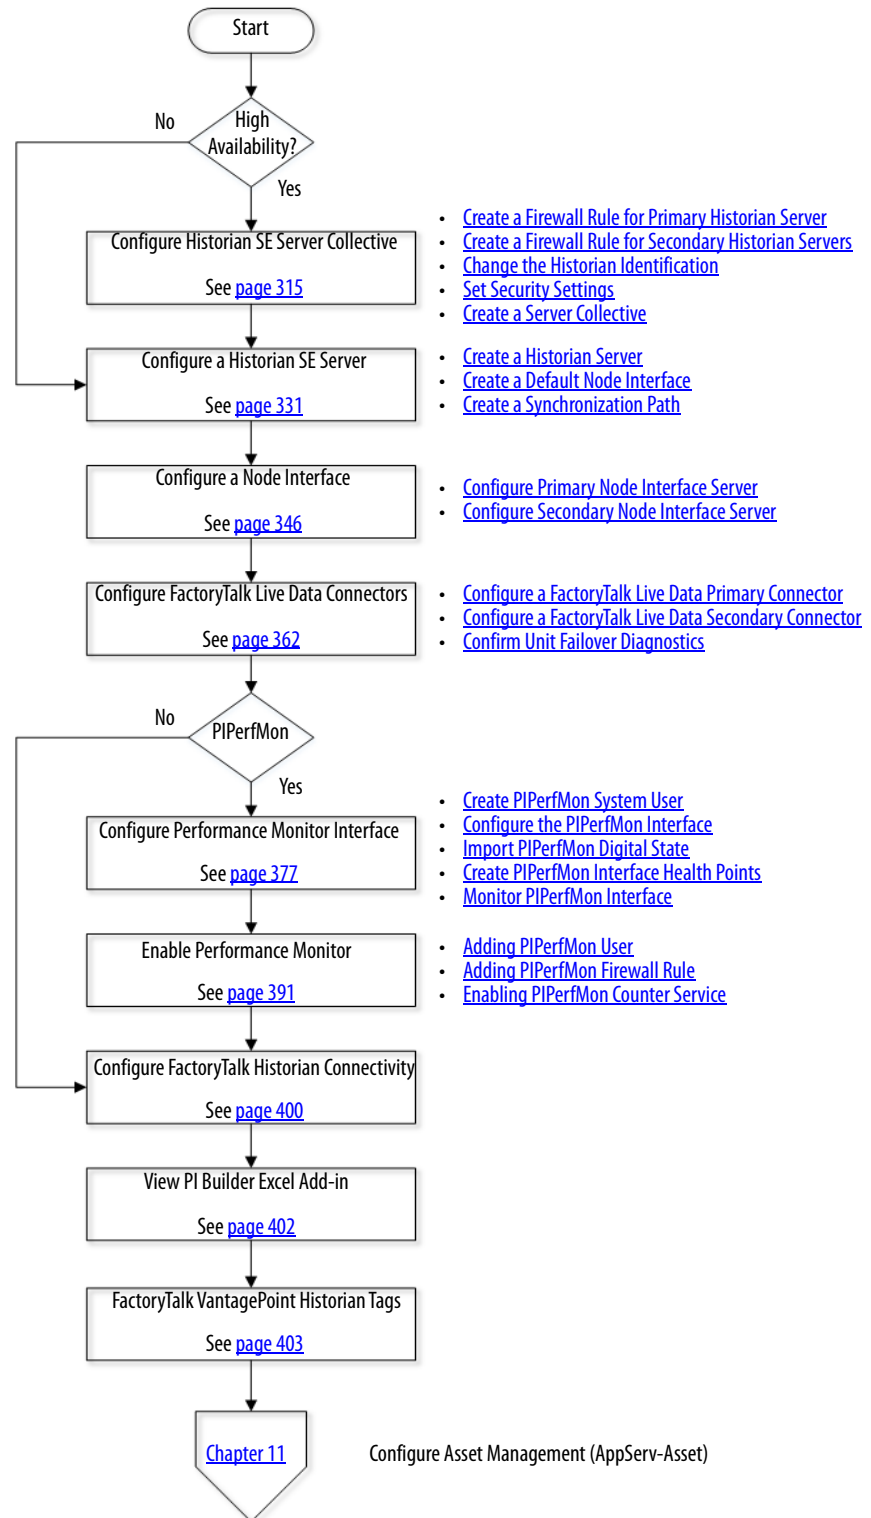 Start
High
Availability?
No
Yes
Configure Historian SE Server Collective
See page 315
• Create a Firewall Rule for Primary Historian Server
• Create a Firewall Rule for Secondary Historian Servers
• Change the Historian Identification
• Set Security Settings
• Create a Server Collective
Configure a Historian SE Server
See page 331
• Create a Historian Server
• Create a Default Node Interface
• Create a Synchronization Path
Configure a Node Interface
See page 346
• Configure Primary Node Interface Server
• Configure Secondary Node Interface Server
Configure FactoryTalk Live Data Connectors
See page 362
• Configure a FactoryTalk Live Data Primary Connector
• Configure a FactoryTalk Live Data Secondary Connector
• Confirm Unit Failover Diagnostics
No
PIPerfMon
Yes
Configure Performance Monitor Interface
See page 377
• Create PIPerfMon System User
• Configure the PIPerfMon Interface
• Import PIPerfMon Digital State
• Create PIPerfMon Interface Health Points
• Monitor PIPerfMon Interface
Enable Performance Monitor
See page 391
• Adding PIPerfMon User
• Adding PIPerfMon Firewall Rule
• Enabling PIPerfMon Counter Service
Configure FactoryTalk Historian Connectivity
See page 400
View PI Builder Excel Add-in
See page 402
FactoryTalk VantagePoint Historian Tags
See page 403
Chapter 11
Configure Asset Management (AppServ-Asset)